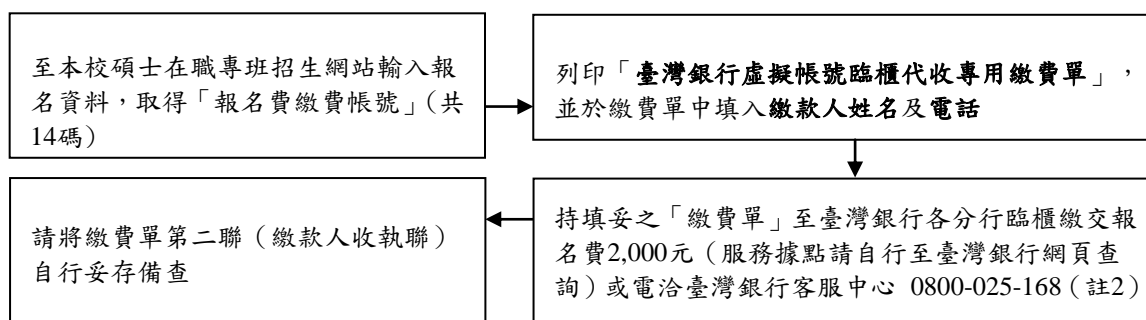 至本校碩士在職專班招生網站輸入報
名資料，取得「報名費繳費帳號」（共
14碼）
列印「臺灣銀行虛擬帳號臨櫃代收專用繳費單」，
並於繳費單中填入繳款人姓名及電話
持填妥之「繳費單」至臺灣銀行各分行臨櫃繳交報
名費2,000元（服務據點請自行至臺灣銀行網頁查
詢）或電洽臺灣銀行客服中心 0800-025-168（註2）
請將繳費單第二聯（繳款人收執聯）
自行妥存備查